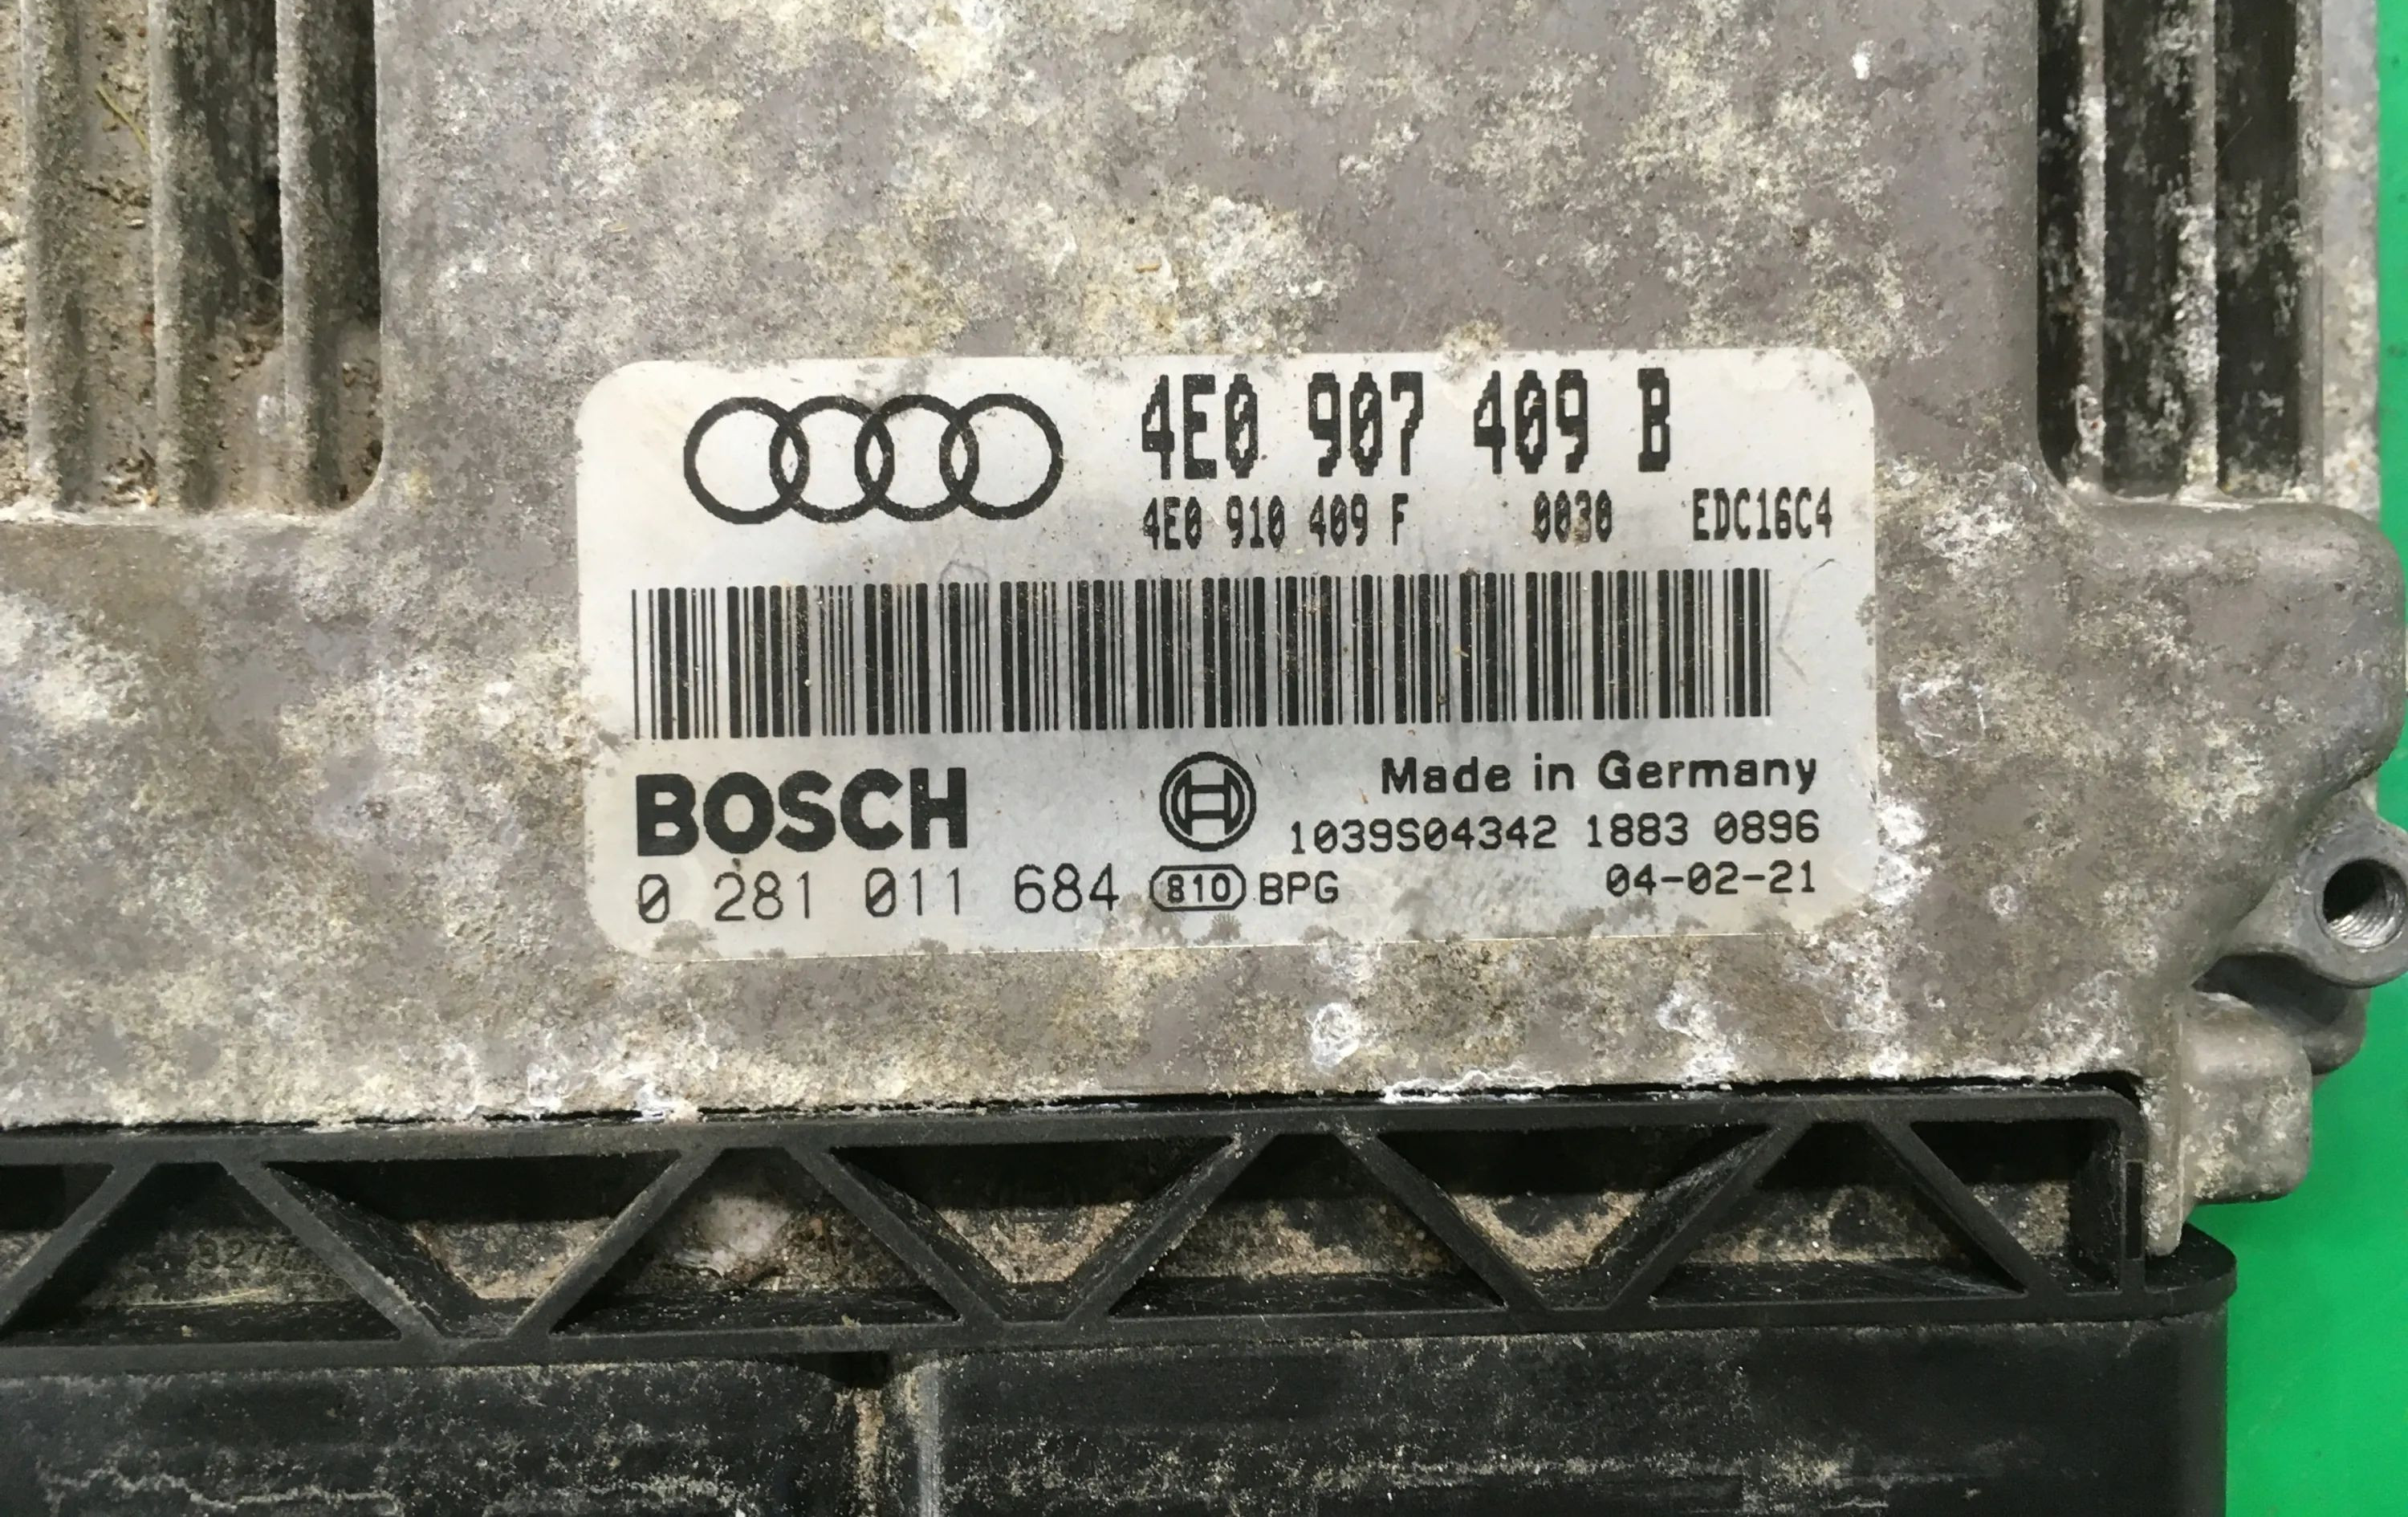 4E0 907 409 B
4E0 910 409 F 0030 EDC16C4
BOSCH
Made in Germany
1039S04342 1883 0896
0 281 011 684 810 BPG 04-02-21